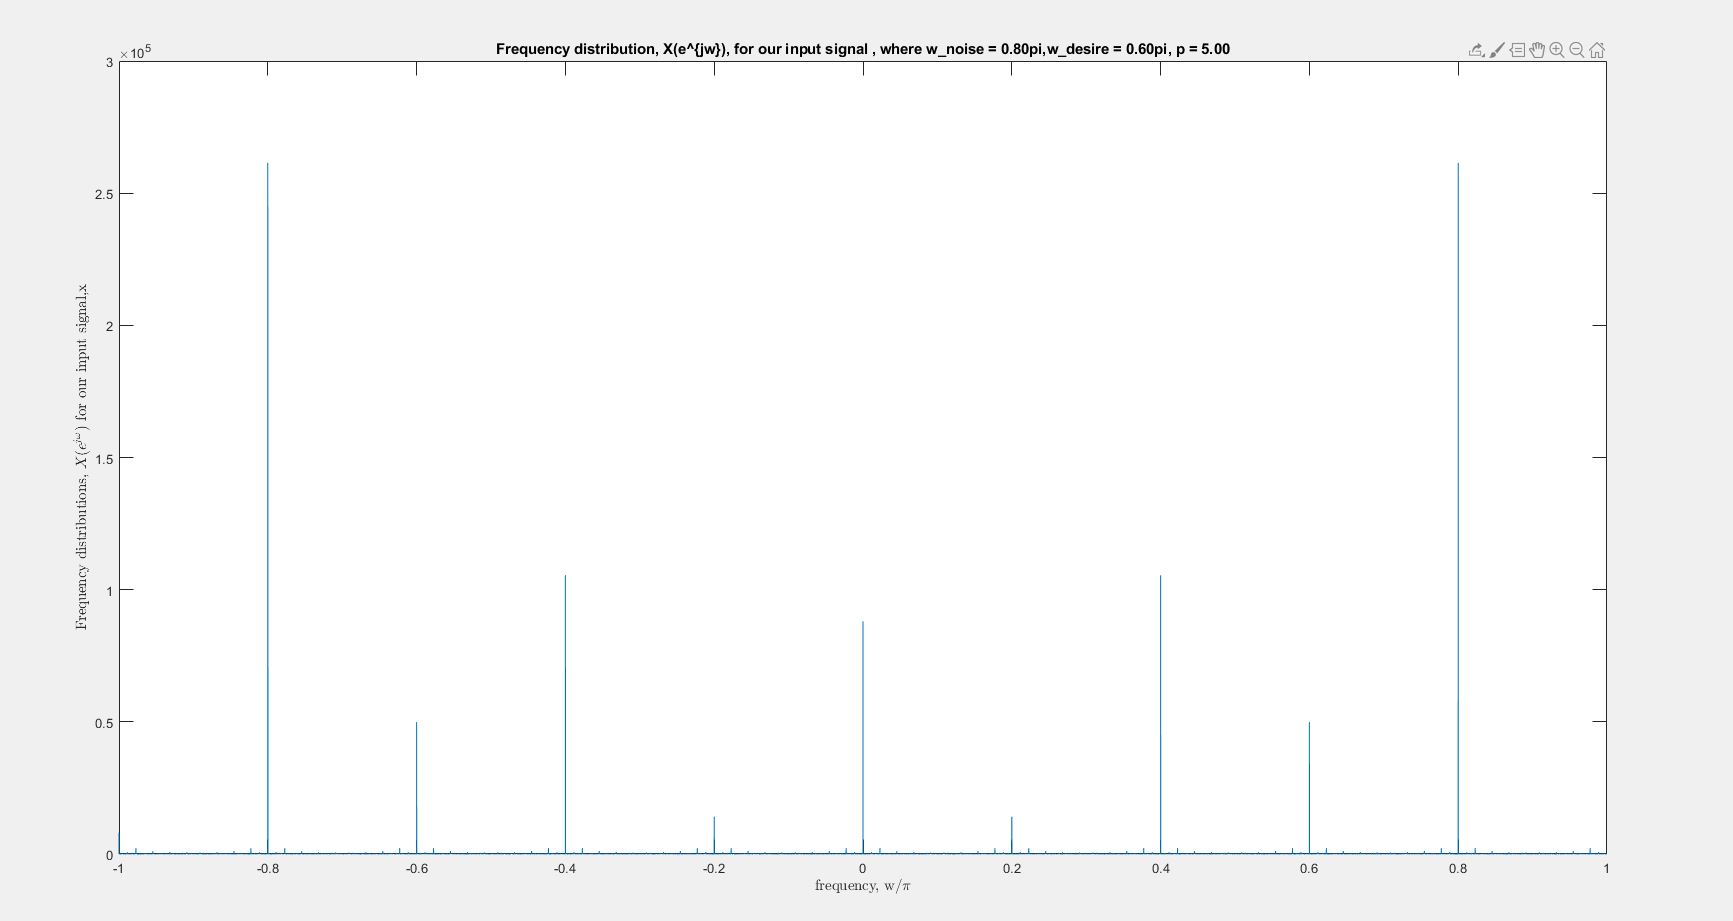 Frequency distribution, X(e^{jw}), for our input signal , where w_noise = 0.80pi,w_desire = 0.60pi, p = 5.00
×10^5
3
2.5
2
1.5
1
0.5
0
Frequency distributions, X(e^{jω}) for our input signal,x
-1 -0.8 -0.6 -0.4 -0.2 0 0.2 0.4 0.6 0.8 1
frequency, w/π